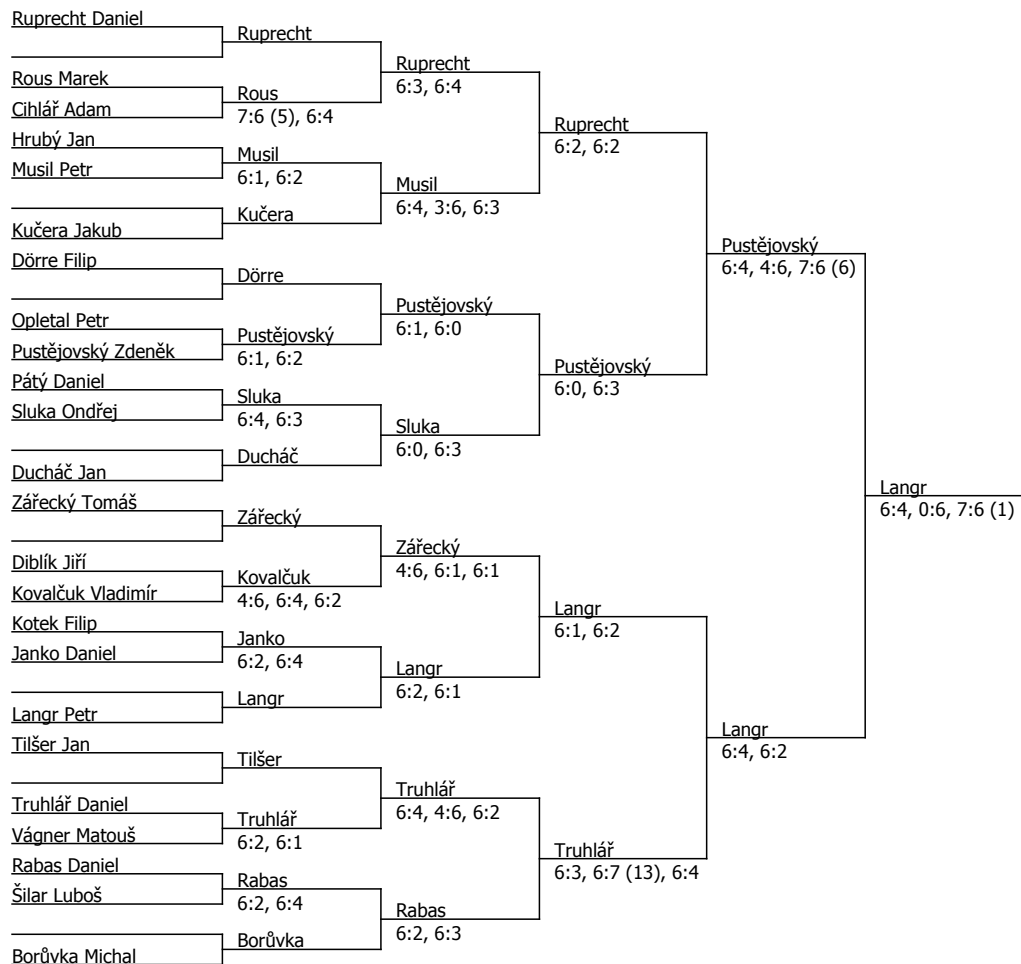 Ruprecht Daniel
Ruprecht
Ruprecht
6:3, 6:4
Rous Marek
Rous
7:6 (5), 6:4
Cihlář Adam
Ruprecht
6:2, 6:2
Hrubý Jan
Musil
6:1, 6:2
Musil Petr
Musil
6:4, 3:6, 6:3
Kučera
Kučera Jakub
Pustějovský
6:4, 4:6, 7:6 (6)
Dörre Filip
Dörre
Pustějovský
6:1, 6:0
Opletal Petr
Pustějovský
6:1, 6:2
Pustějovský Zdeněk
Pustějovský
6:0, 6:3
Pátý Daniel
Sluka
6:4, 6:3
Sluka Ondřej
Sluka
6:0, 6:3
Ducháč
Ducháč Jan
Langr
6:4, 0:6, 7:6 (1)
Zářecký Tomáš
Zářecký
Zářecký
4:6, 6:1, 6:1
Diblík Jiří
Kovalčuk
4:6, 6:4, 6:2
Kovalčuk Vladimír
Langr
6:1, 6:2
Kotek Filip
Janko
6:2, 6:4
Janko Daniel
Langr
6:2, 6:1
Langr
Langr Petr
Langr
6:4, 6:2
Tilšer Jan
Tilšer
Truhlář
6:4, 4:6, 6:2
Truhlář Daniel
Truhlář
6:2, 6:1
Vágner Matouš
Truhlář
6:3, 6:7 (13), 6:4
Rabas Daniel
Rabas
6:2, 6:4
Šilar Luboš
Rabas
6:2, 6:3
Borůvka
Borůvka Michal